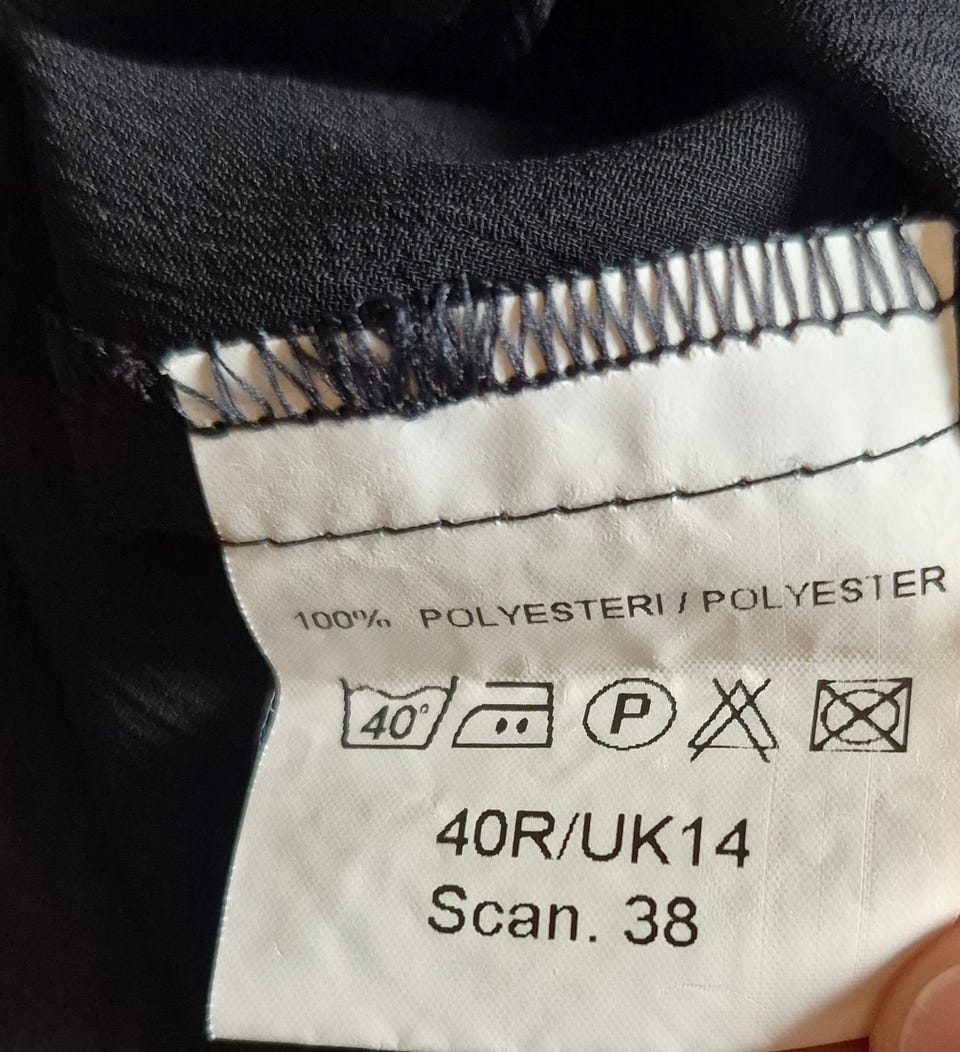 100% POLYESTERI / POLYESTER
40° P
40R/UK14
Scan. 38